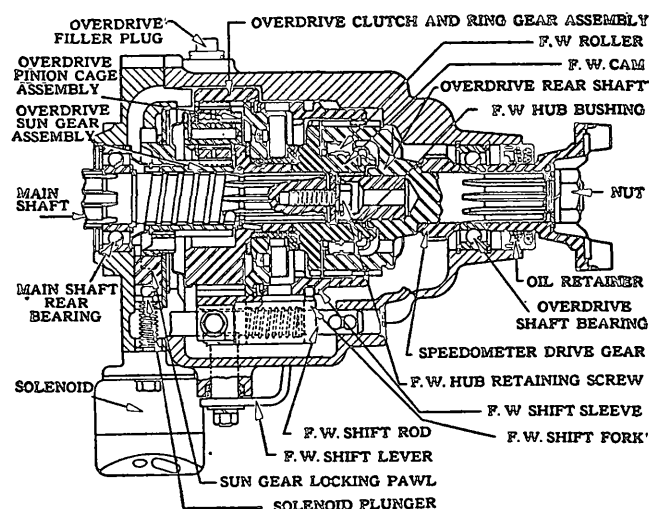 OVERDRIVE
FILLER PLUG
OVERDRIVE
PINION CAGE
ASSEMBLY
OVERDRIVE
SUN GEAR
ASSEMBLY
MAIN
SHAFT
MAIN SHAFT
REAR
BEARING
SOLENOID
OVERDRIVE CLUTCH AND RING GEAR ASSEMBLY
F.W ROLLER
F.W. CAM
OVERDRIVE REAR SHAFT
F.W HUB BUSHING
NUT
OIL RETAINER
OVERDRIVE
SHAFT BEARING
SPEEDOMETER DRIVE GEAR
F.W. HUB RETAINING SCREW
F.W SHIFT SLEEVE
F.W. SHIFT FORK
F.W. SHIFT ROD
F.W. SHIFT LEVER
SUN GEAR LOCKING PAWL
SOLENOID PLUNGER